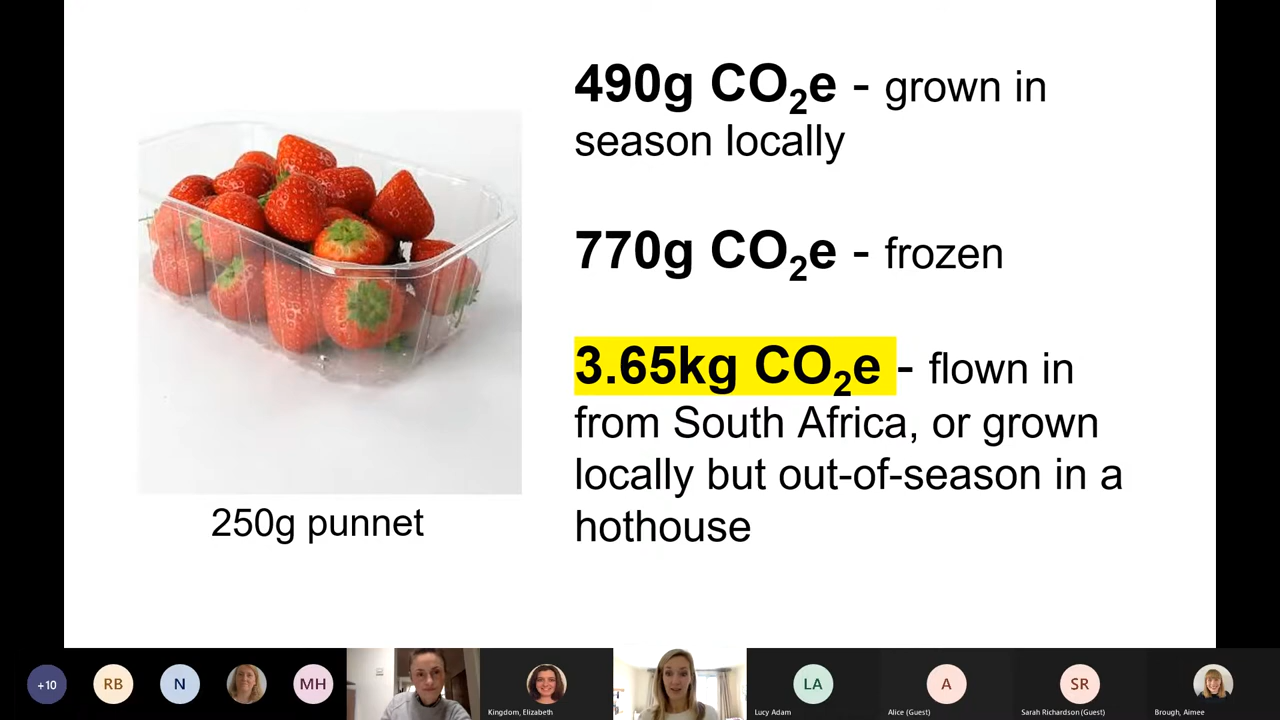 490g CO₂e - grown in
season locally
770g CO₂e - frozen
3.65kg CO₂e - flown in
from South Africa, or grown
locally but out-of-season in a
hothouse
250g punnet
+10
RB
N
MH
Kingdom, Elizabeth
LA
Lucy Adam
A
Alice (Guest)
SR
Sarah Richardson (Guest)
Brough, Aimee